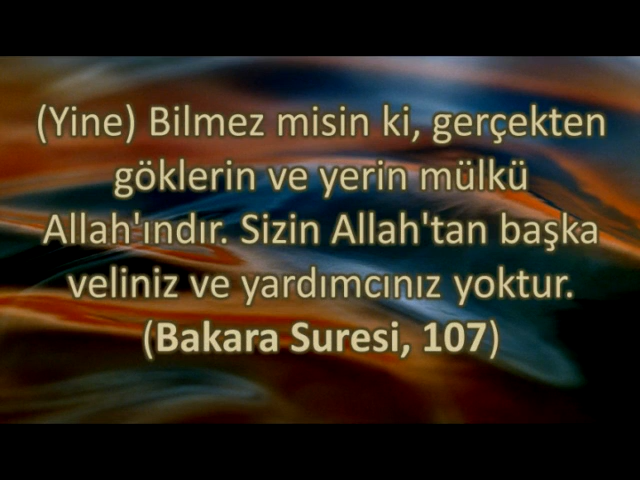 (Yine) Bilmez misin ki, gerçekten
göklerin ve yerin mülkü
Allah'ındır. Sizin Allah'tan başka
veliniz ve yardımcınız yoktur.
(Bakara Suresi, 107)